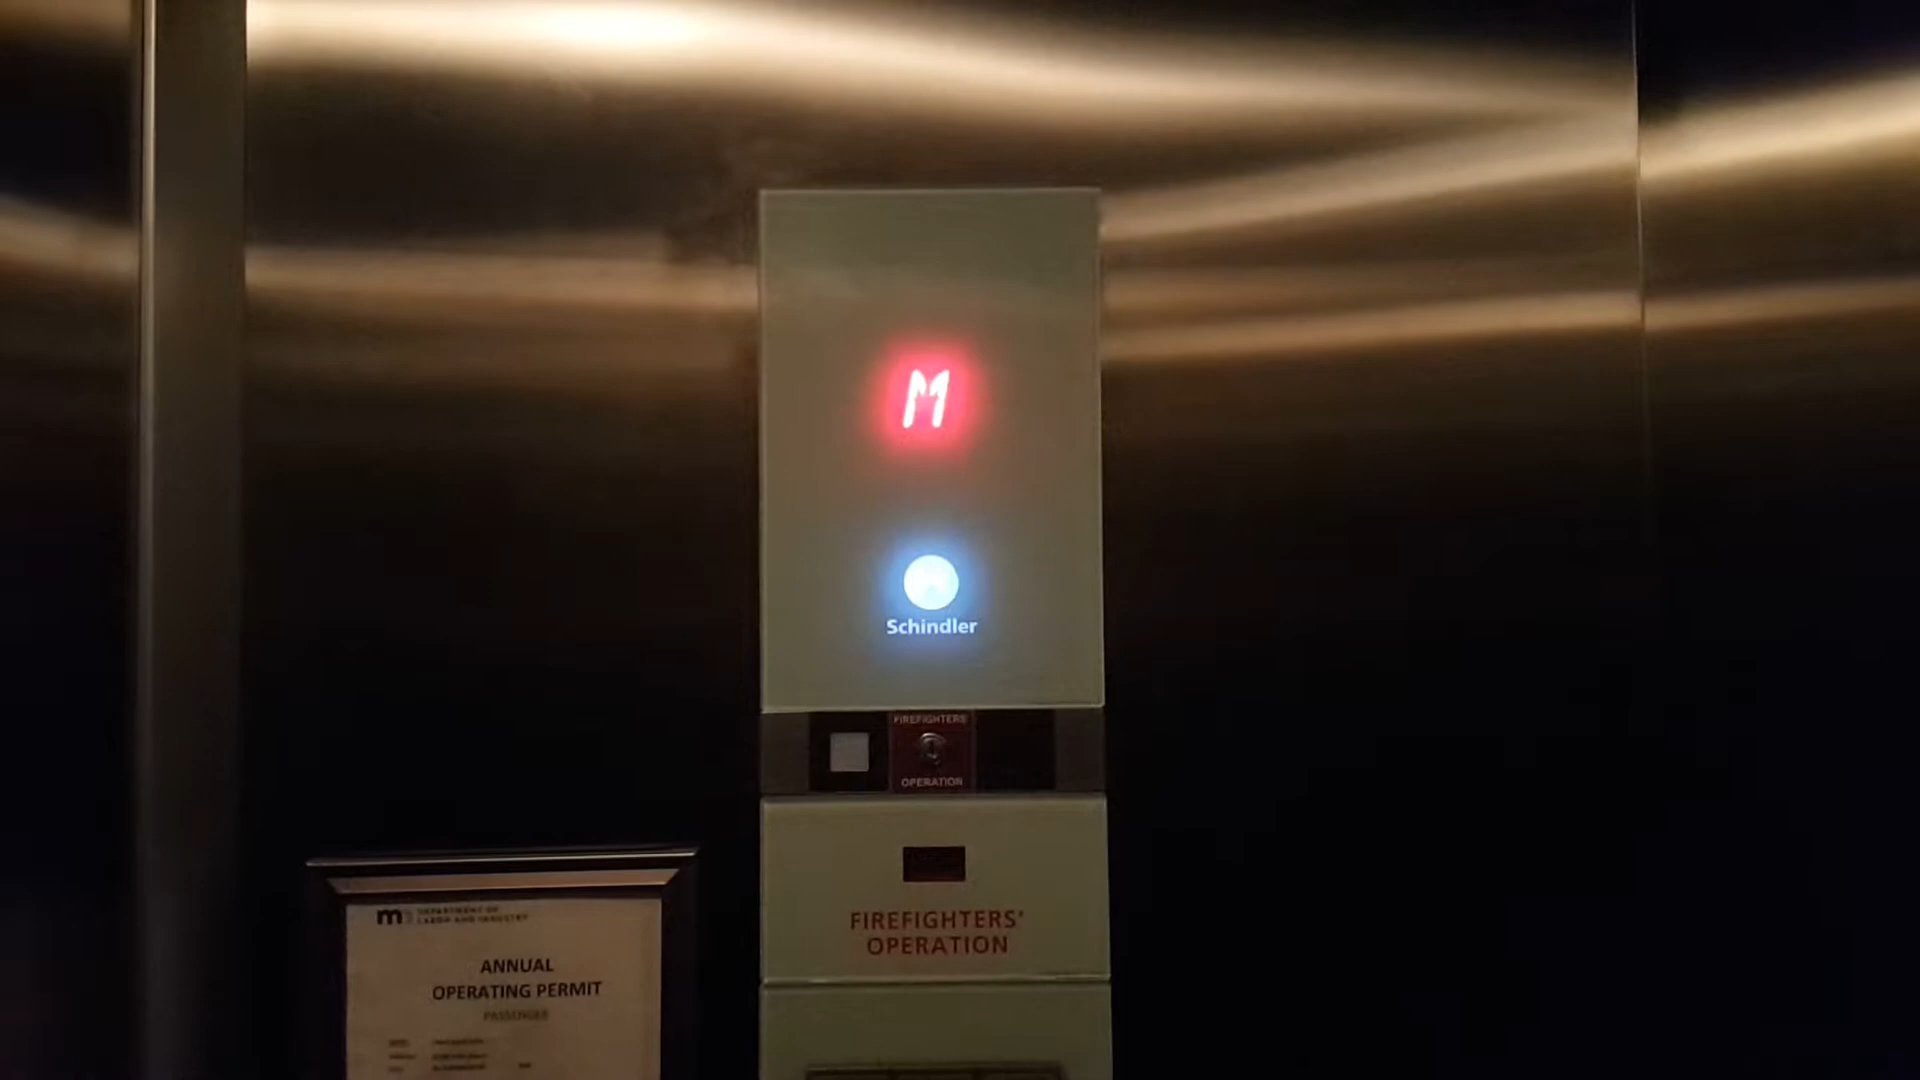 M
Schindler
FIREFIGHTERS
OPERATION
FIREFIGHTERS'
OPERATION
m
DEPARTMENT OF
LABOR AND INDUSTRY
ANNUAL
OPERATING PERMIT
PASSENGER